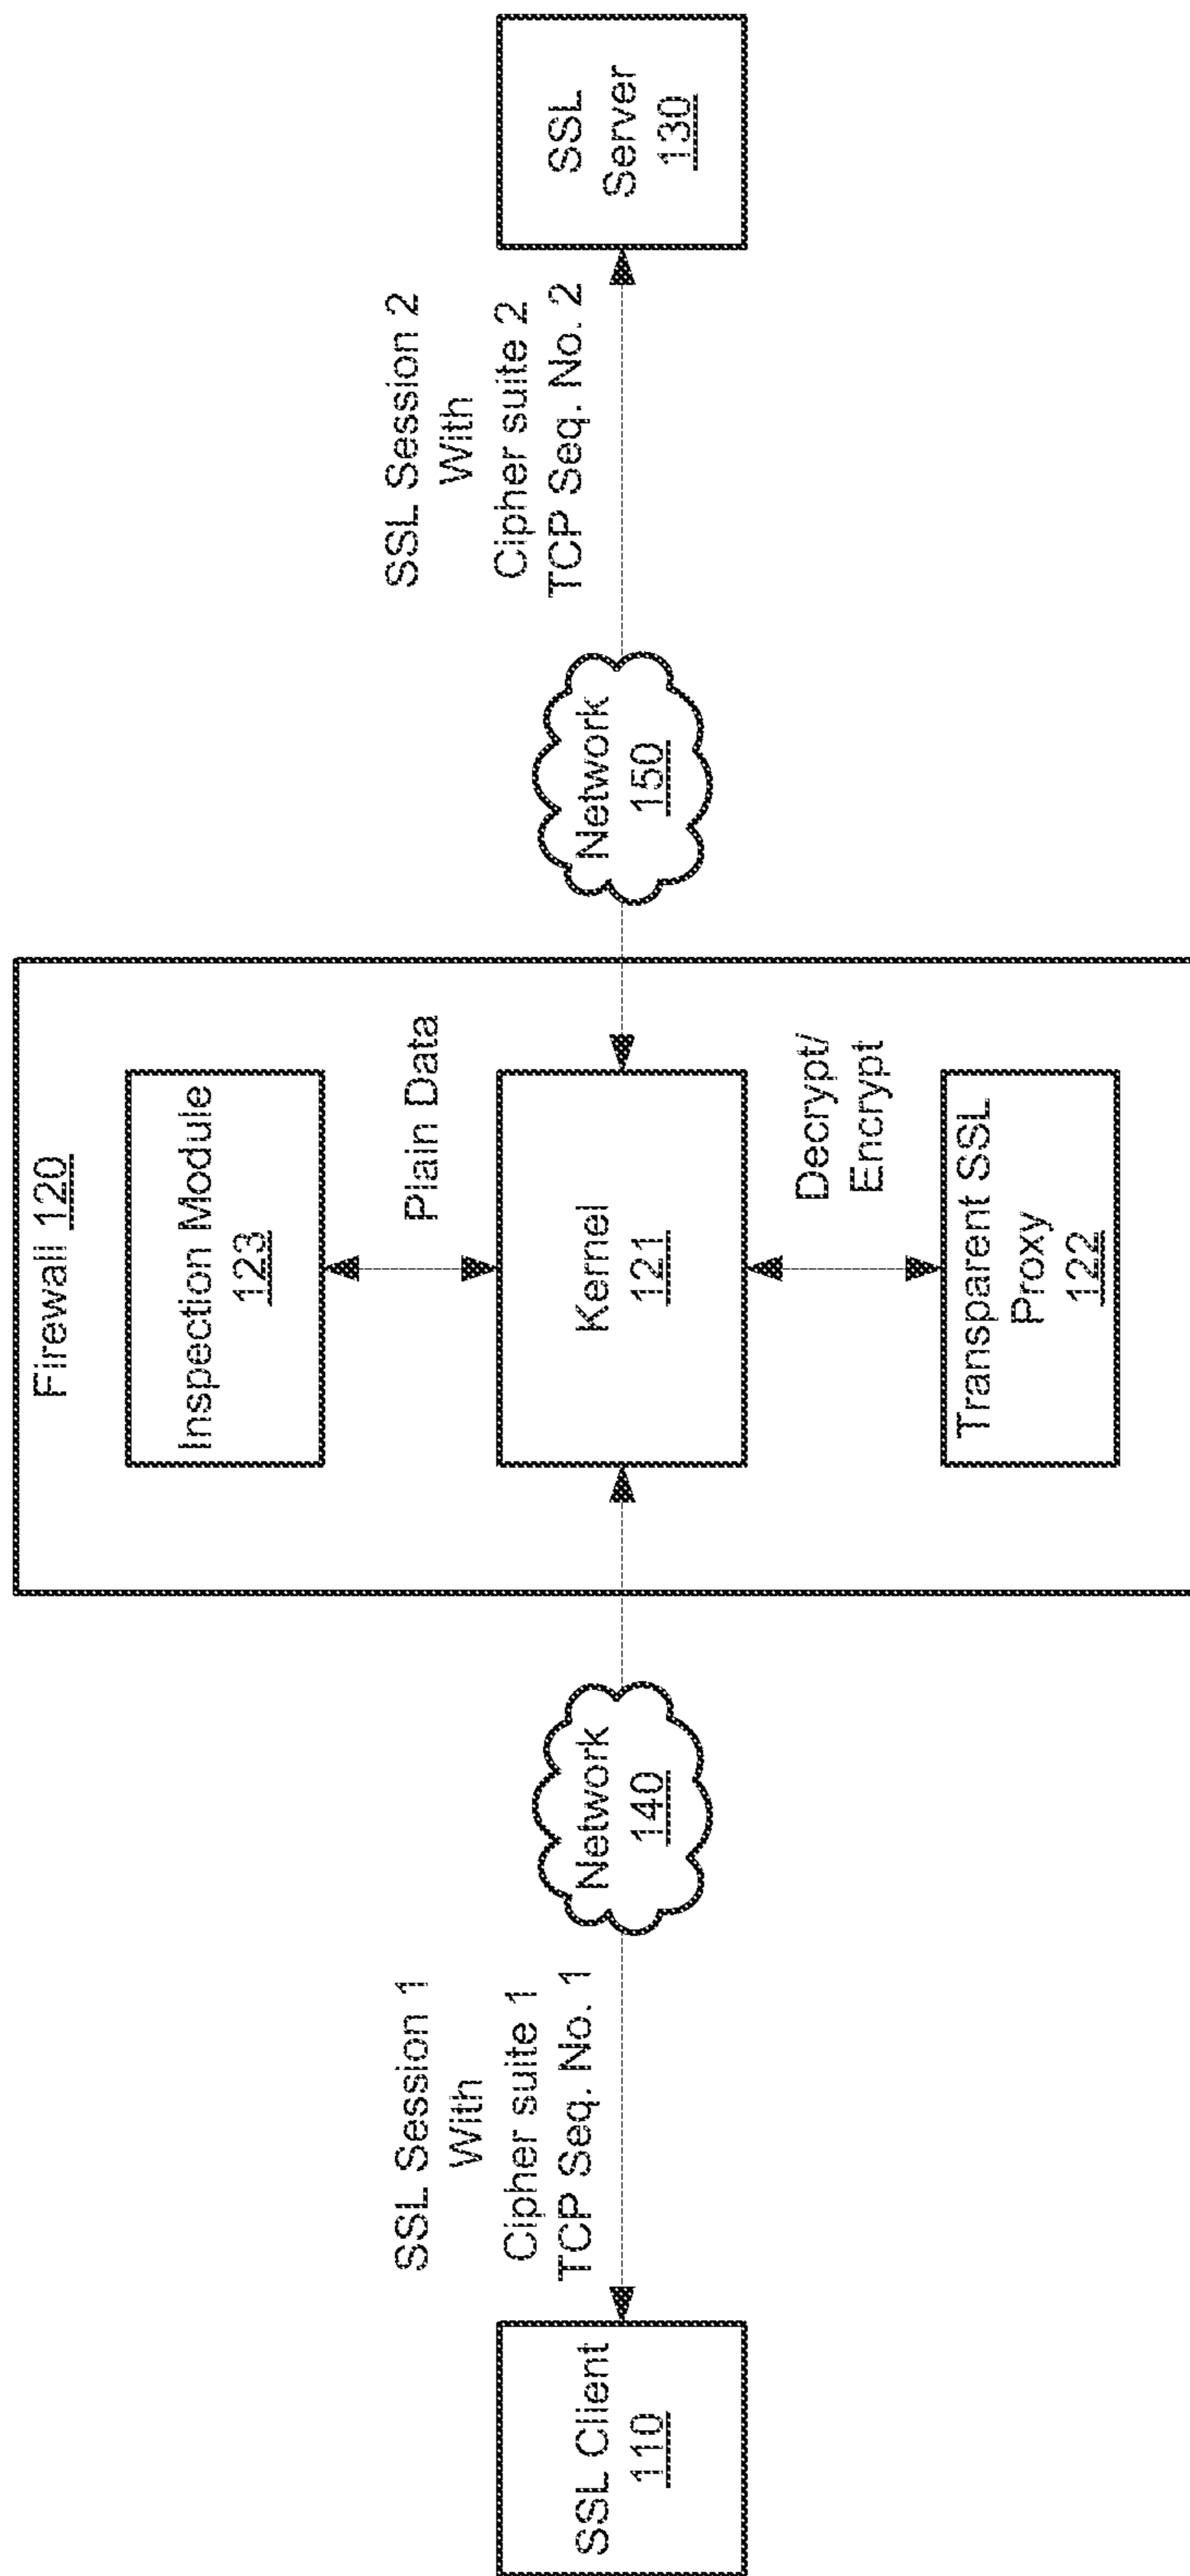 SSL Client
110
SSL Session 1
With
Cipher suite 1
TCP Seq. No. 1
Network
140
Firewall 120
Inspection Module
123
Plain Data
Kernel
121
Decrypt/
Encrypt
Transparent SSL
Proxy
122
Network
150
SSL Session 2
With
Cipher suite 2
TCP Seq. No. 2
SSL
Server
130